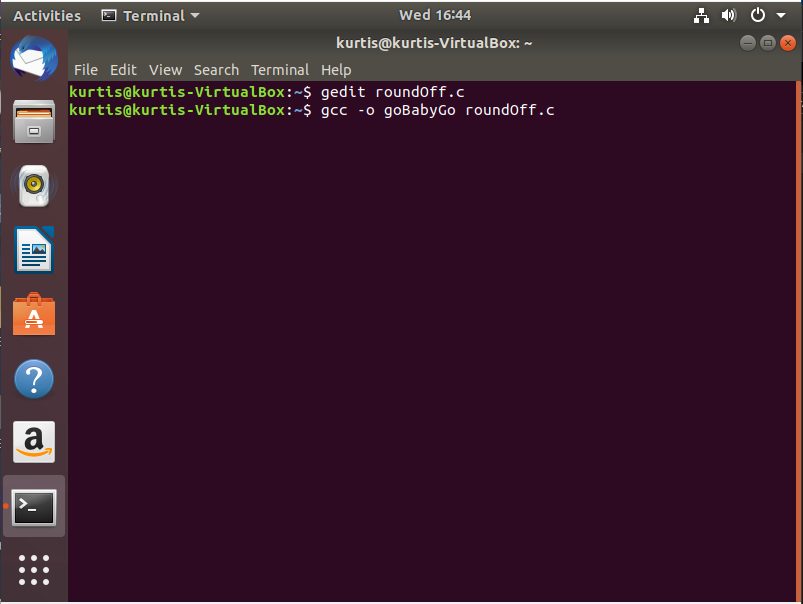 Activities Terminal Wed 16:44
kurtis@kurtis-VirtualBox: ~
File Edit View Search Terminal Help
kurtis@kurtis-VirtualBox:~$ gedit roundOff.c
kurtis@kurtis-VirtualBox:~$ gcc -o goBabyGo roundOff.c
A
?
a
>_